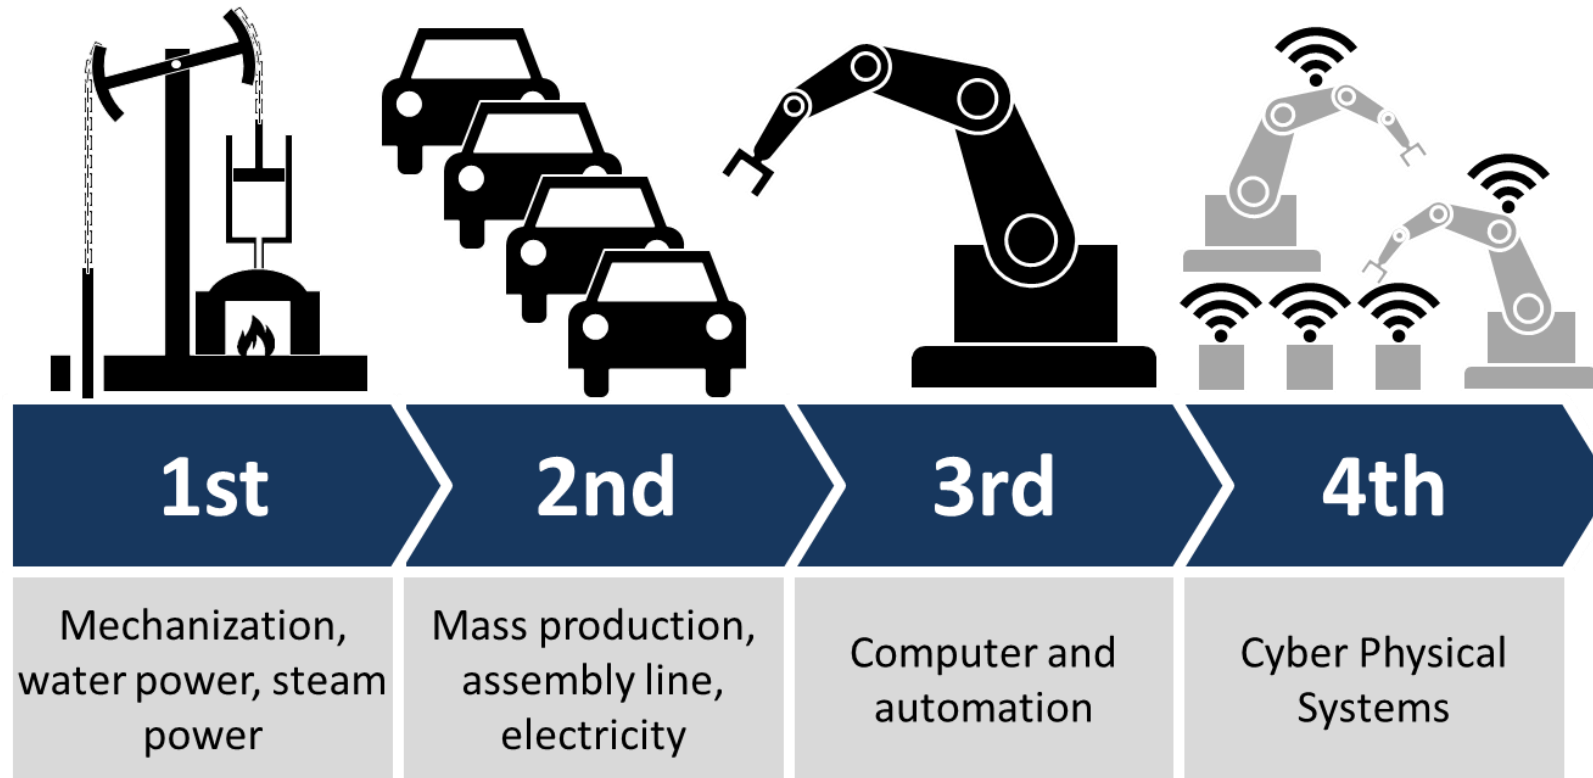 1st
2nd
3rd
4th
Mechanization,
water power, steam
power
Mass production,
assembly line,
electricity
Computer and
automation
Cyber Physical
Systems